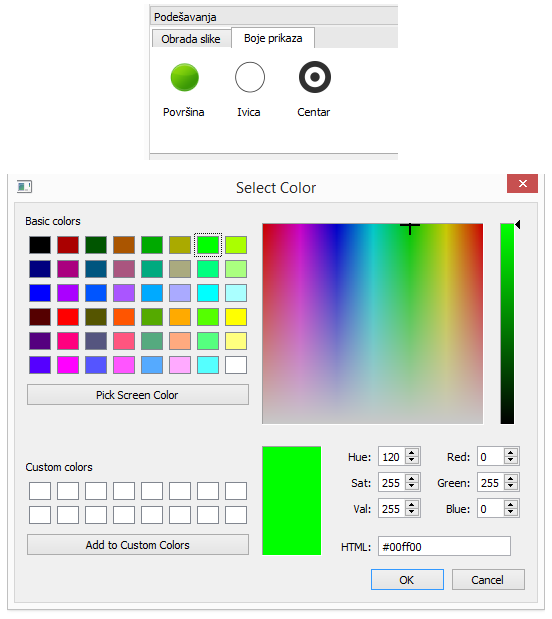 Podešavanja
Obrada slike Boje prikaza
Površina Ivica Centar
Select Color
Basic colors
Pick Screen Color
Custom colors
Add to Custom Colors
Hue: 120 Red: 0
Sat: 255 Green: 255
Val: 255 Blue: 0
HTML: #00ff00
OK Cancel